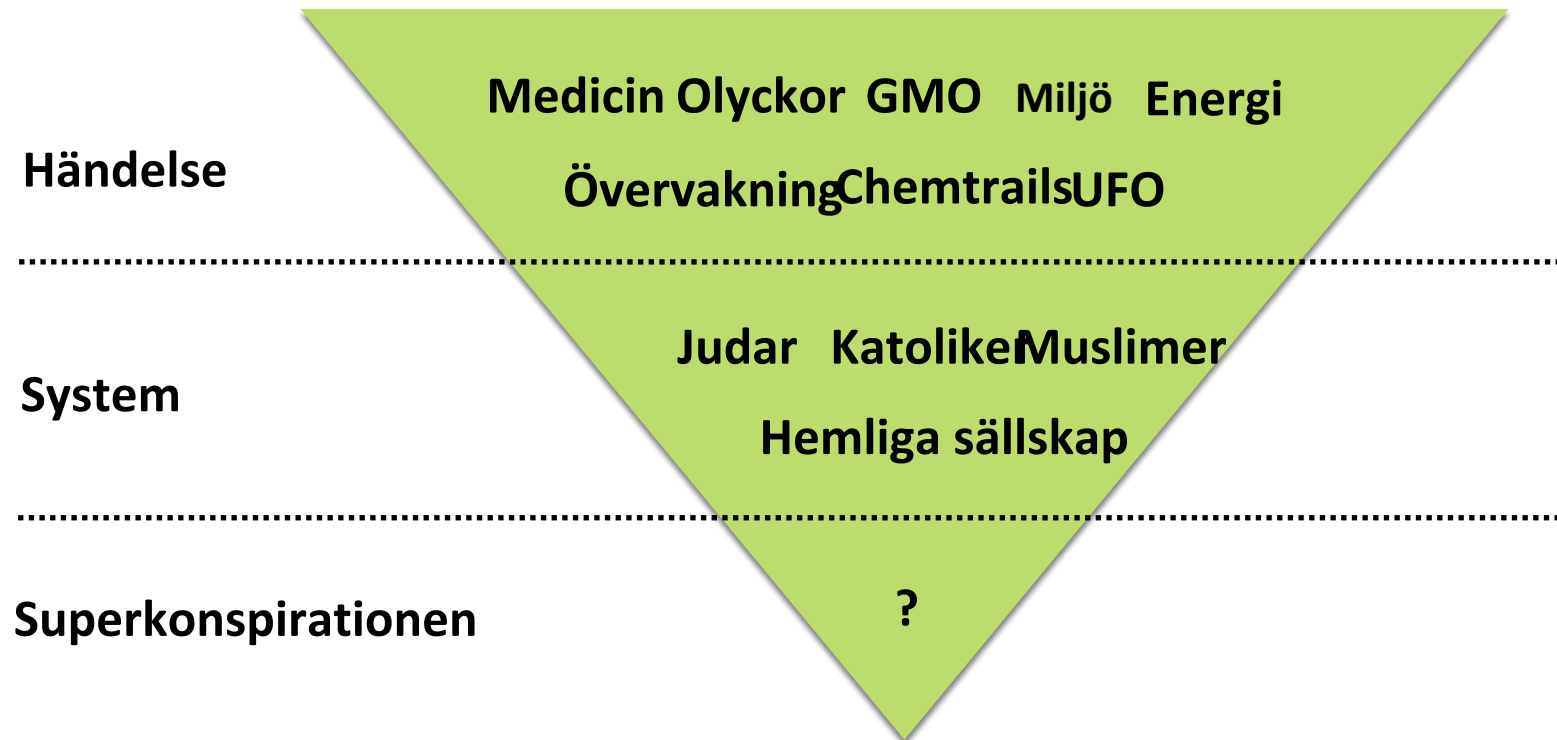 Medicin Olyckor GMO Miljö Energi
Händelse
Övervakning Chemtrails UFO
Judar Katoliker Muslimer
System
Hemliga sällskap
?
Superkonspirationen